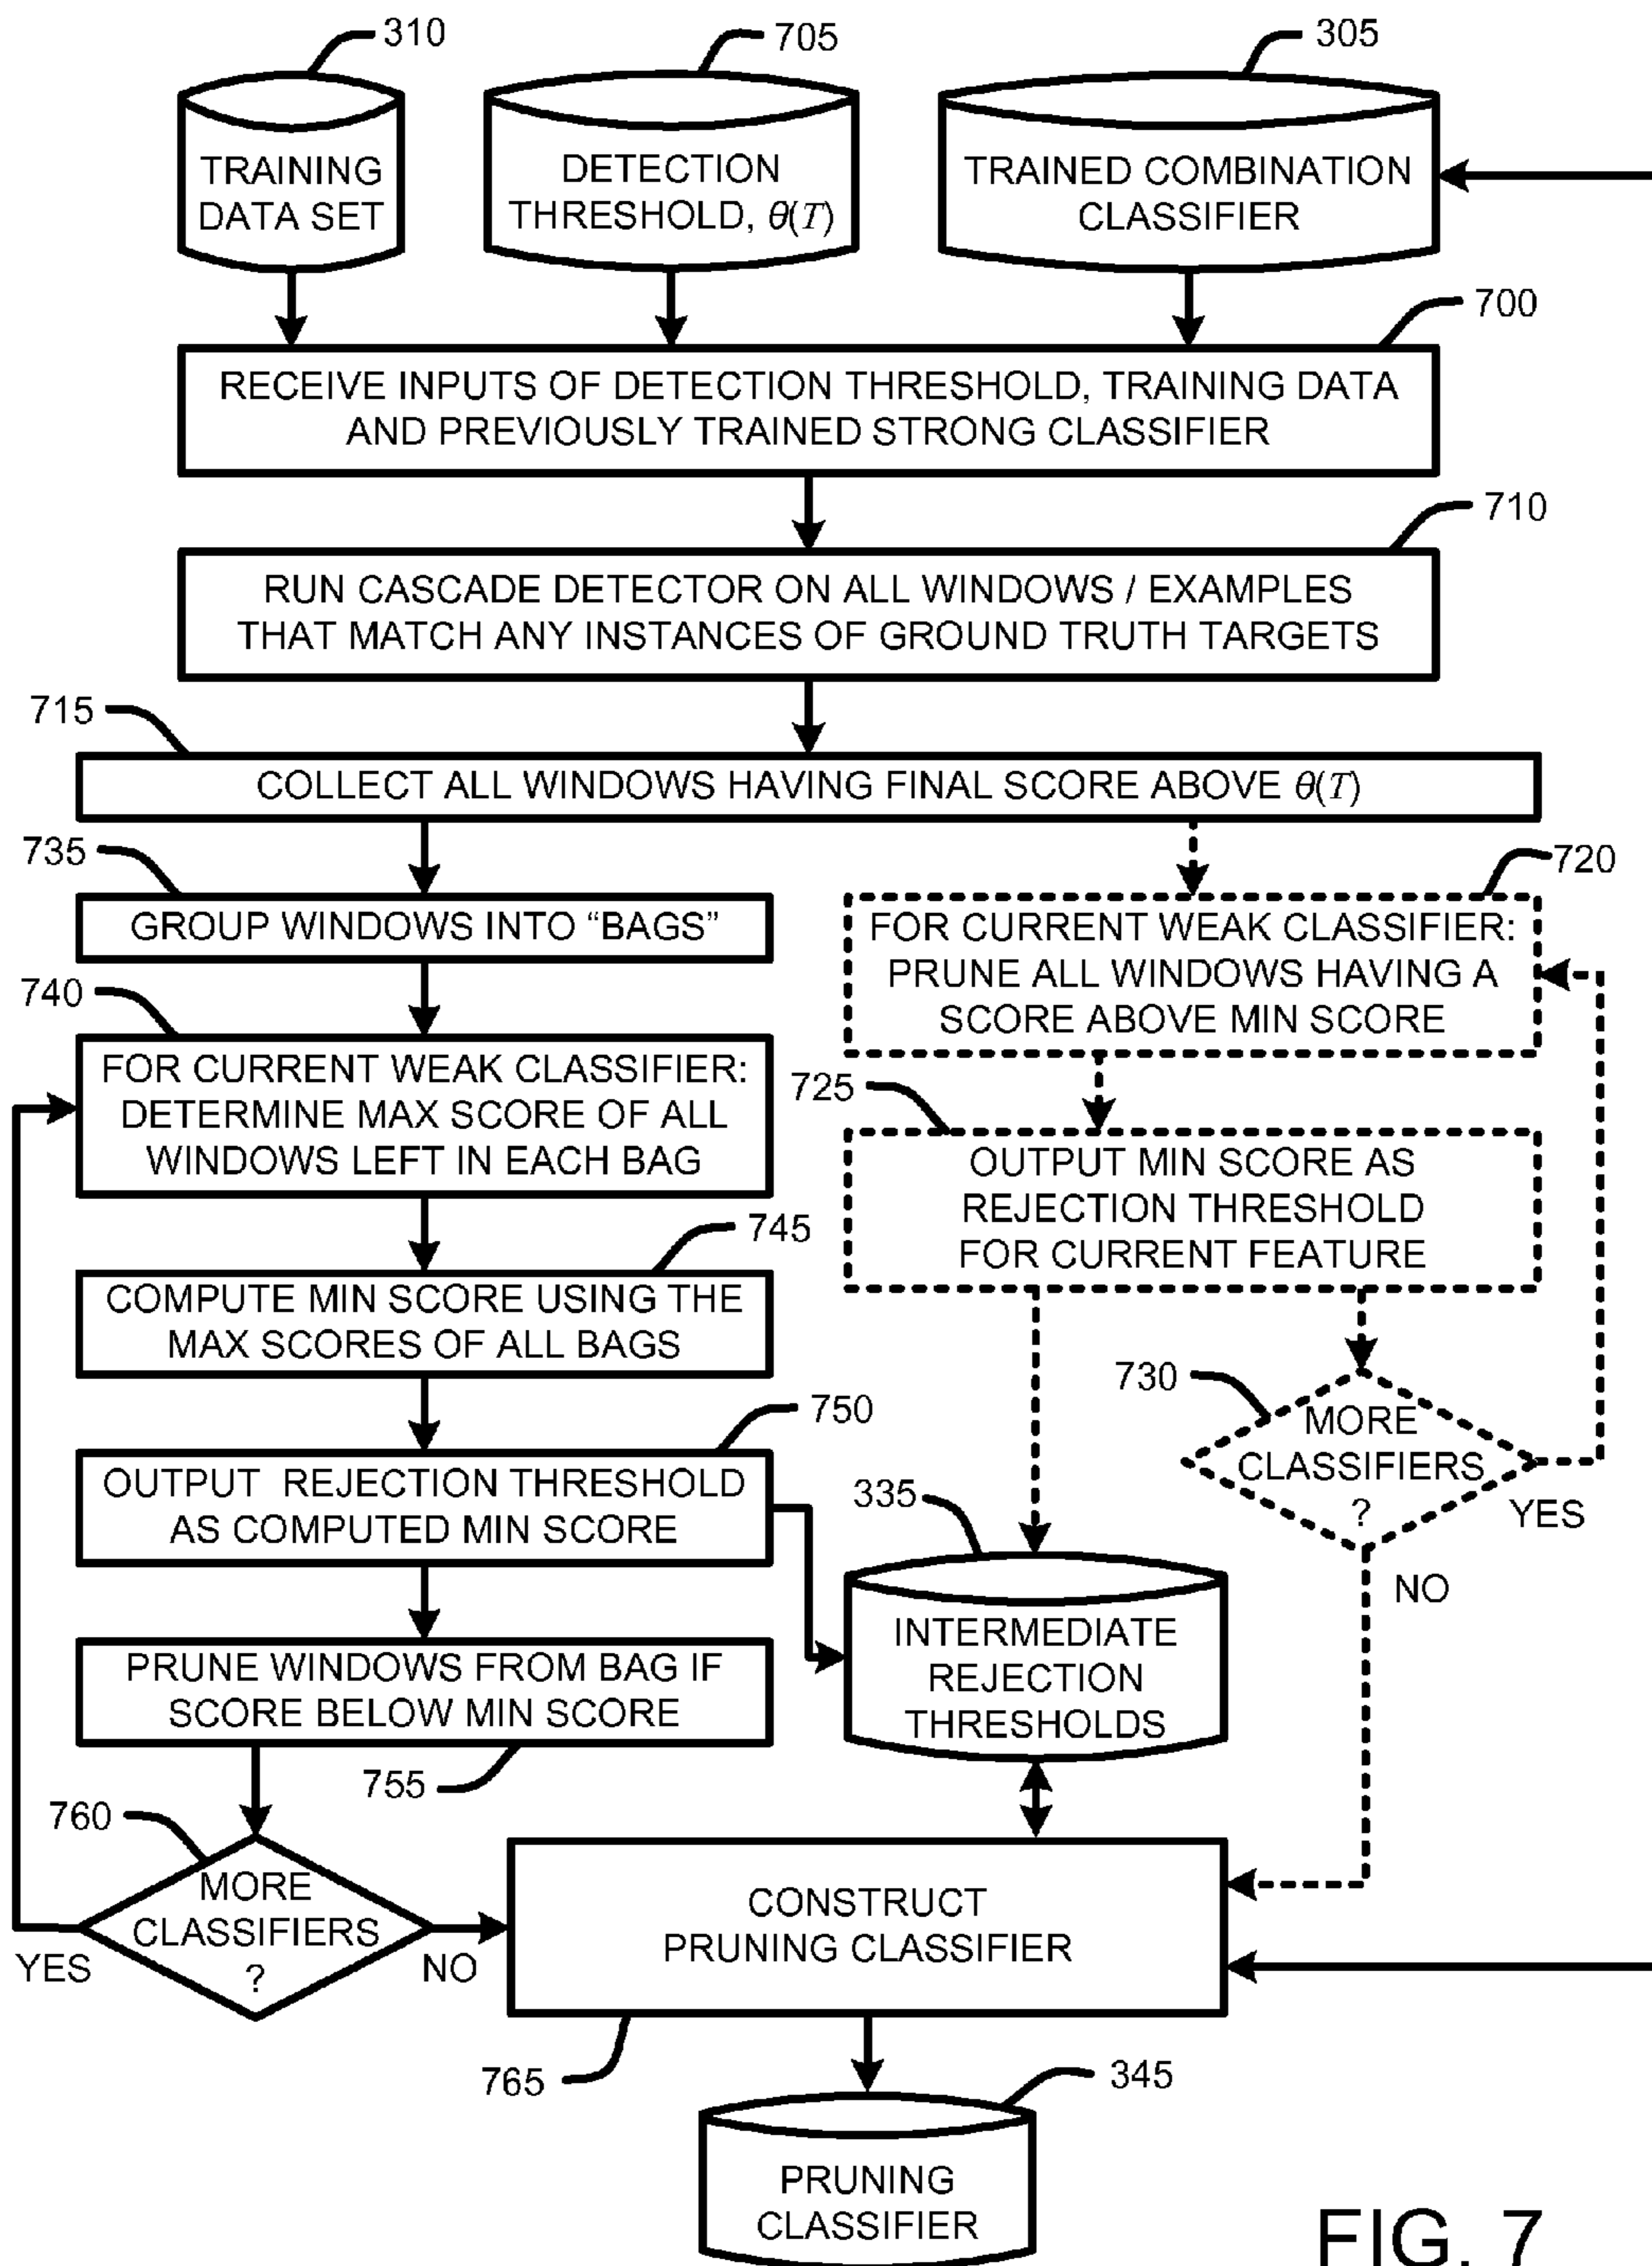 310
705
305
TRAINING
DATA SET
DETECTION
THRESHOLD, θ(T)
TRAINED COMBINATION
CLASSIFIER
700
RECEIVE INPUTS OF DETECTION THRESHOLD, TRAINING DATA
AND PREVIOUSLY TRAINED STRONG CLASSIFIER
710
RUN CASCADE DETECTOR ON ALL WINDOWS / EXAMPLES
THAT MATCH ANY INSTANCES OF GROUND TRUTH TARGETS
715
COLLECT ALL WINDOWS HAVING FINAL SCORE ABOVE θ(T)
735
GROUP WINDOWS INTO “BAGS”
720
FOR CURRENT WEAK CLASSIFIER:
PRUNE ALL WINDOWS HAVING A
SCORE ABOVE MIN SCORE
740
FOR CURRENT WEAK CLASSIFIER:
DETERMINE MAX SCORE OF ALL
WINDOWS LEFT IN EACH BAG
725
OUTPUT MIN SCORE AS
REJECTION THRESHOLD
FOR CURRENT FEATURE
745
COMPUTE MIN SCORE USING THE
MAX SCORES OF ALL BAGS
730
MORE
CLASSIFIERS
?
YES
NO
750
OUTPUT REJECTION THRESHOLD
AS COMPUTED MIN SCORE
335
INTERMEDIATE
REJECTION
THRESHOLDS
PRUNE WINDOWS FROM BAG IF
SCORE BELOW MIN SCORE
755
760
MORE
CLASSIFIERS
?
YES
NO
CONSTRUCT
PRUNING CLASSIFIER
765
345
PRUNING
CLASSIFIER
FIG. 7